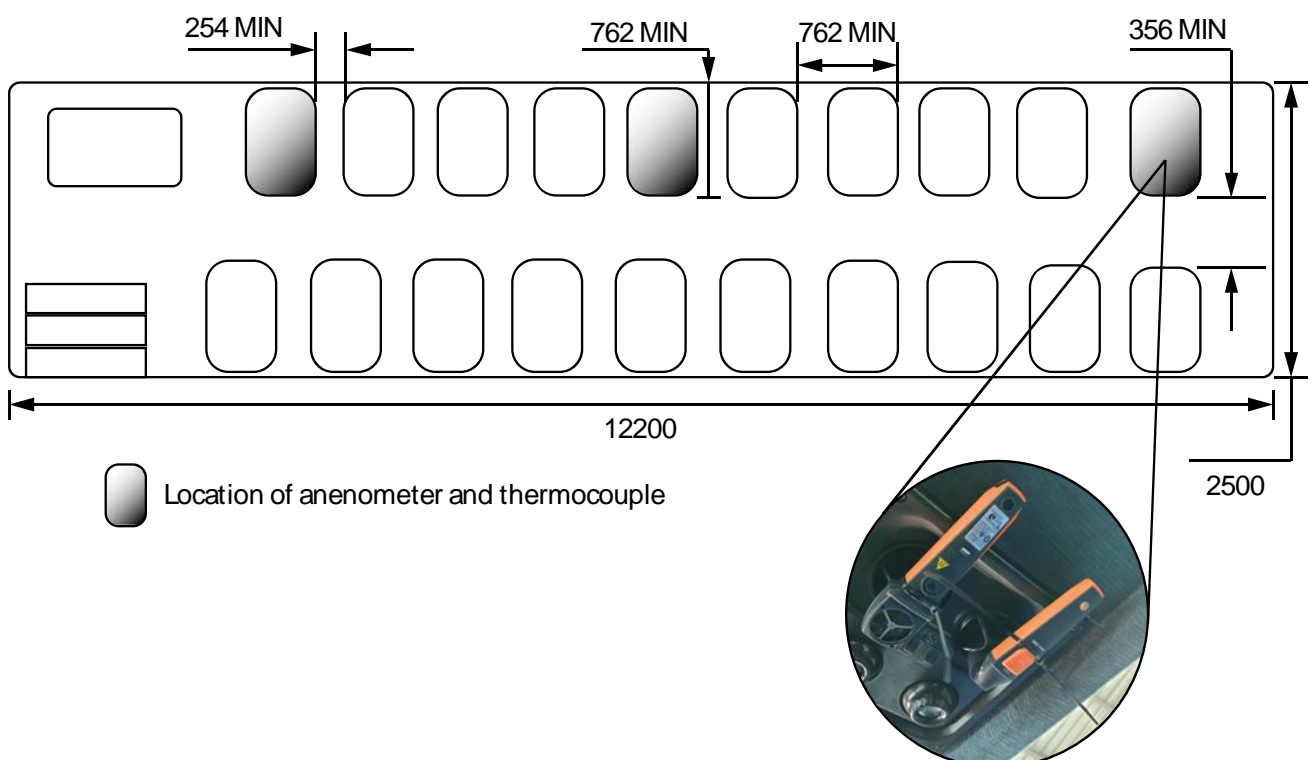 254 MIN
762 MIN
762 MIN
356 MIN
12200
2500
Location of anenometer and thermocouple